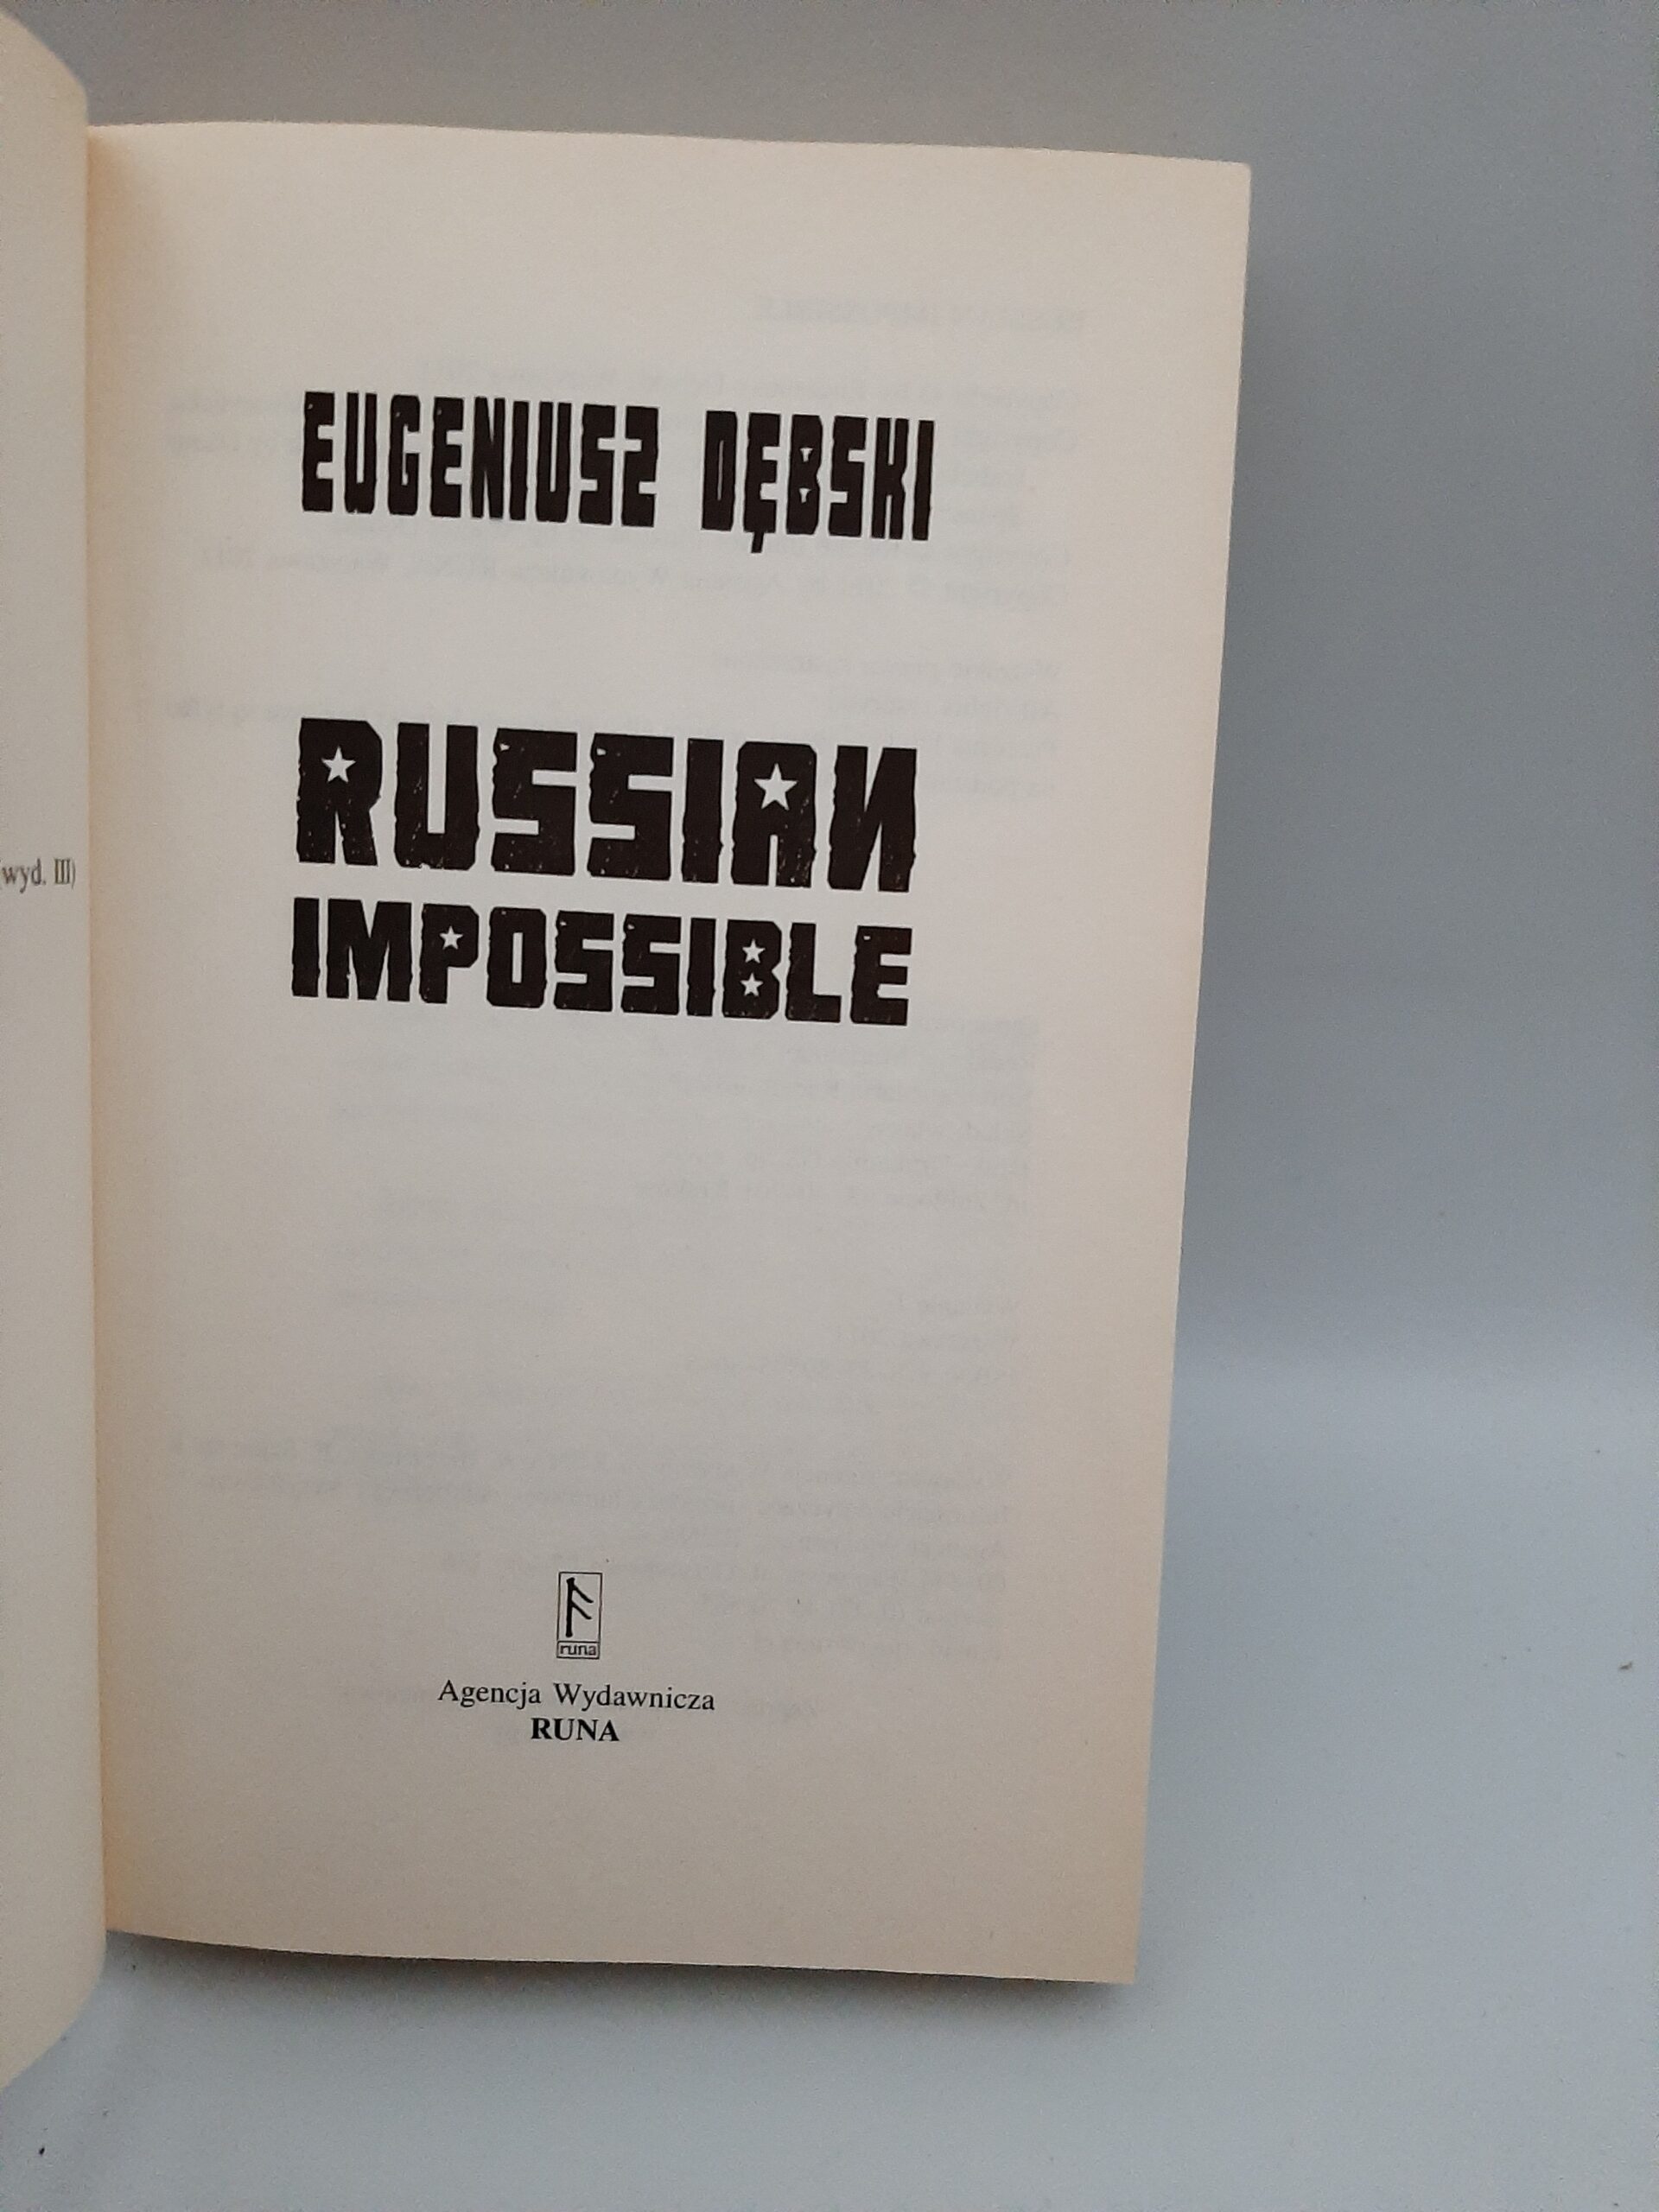 (wyd. III)
EUGENIUSZ DĘBSKI
RUSSIAN
IMPOSSIBLE
runa
Agencja Wydawnicza
RUNA